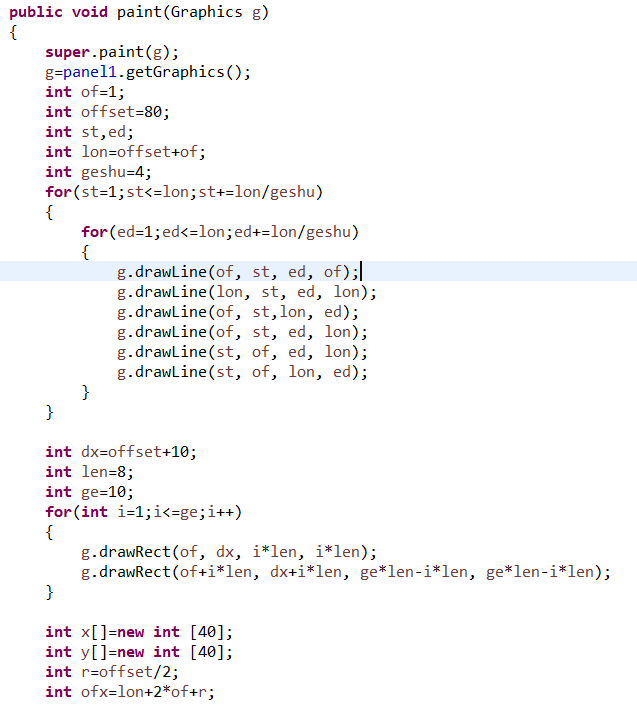 public void paint(Graphics g)
{
super.paint(g);
g=panel1.getGraphics();
int of=1;
int offset=80;
int st,ed;
int lon=offset+of;
int geshu=4;
for(st=1;st<=lon;st+=lon/geshu)
{
for(ed=1;ed<=lon;ed+=lon/geshu)
{
g.drawLine(of, st, ed, of);
g.drawLine(lon, st, ed, lon);
g.drawLine(of, st,lon, ed);
g.drawLine(of, st, ed, lon);
g.drawLine(st, of, ed, lon);
g.drawLine(st, of, lon, ed);
}
}
int dx=offset+10;
int len=8;
int ge=10;
for(int i=1;i<=ge;i++)
{
g.drawRect(of, dx, i*len, i*len);
g.drawRect(of+i*len, dx+i*len, ge*len-i*len, ge*len-i*len);
}
int x[]=new int [40];
int y[]=new int [40];
int r=offset/2;
int ofx=lon+2*of+r;